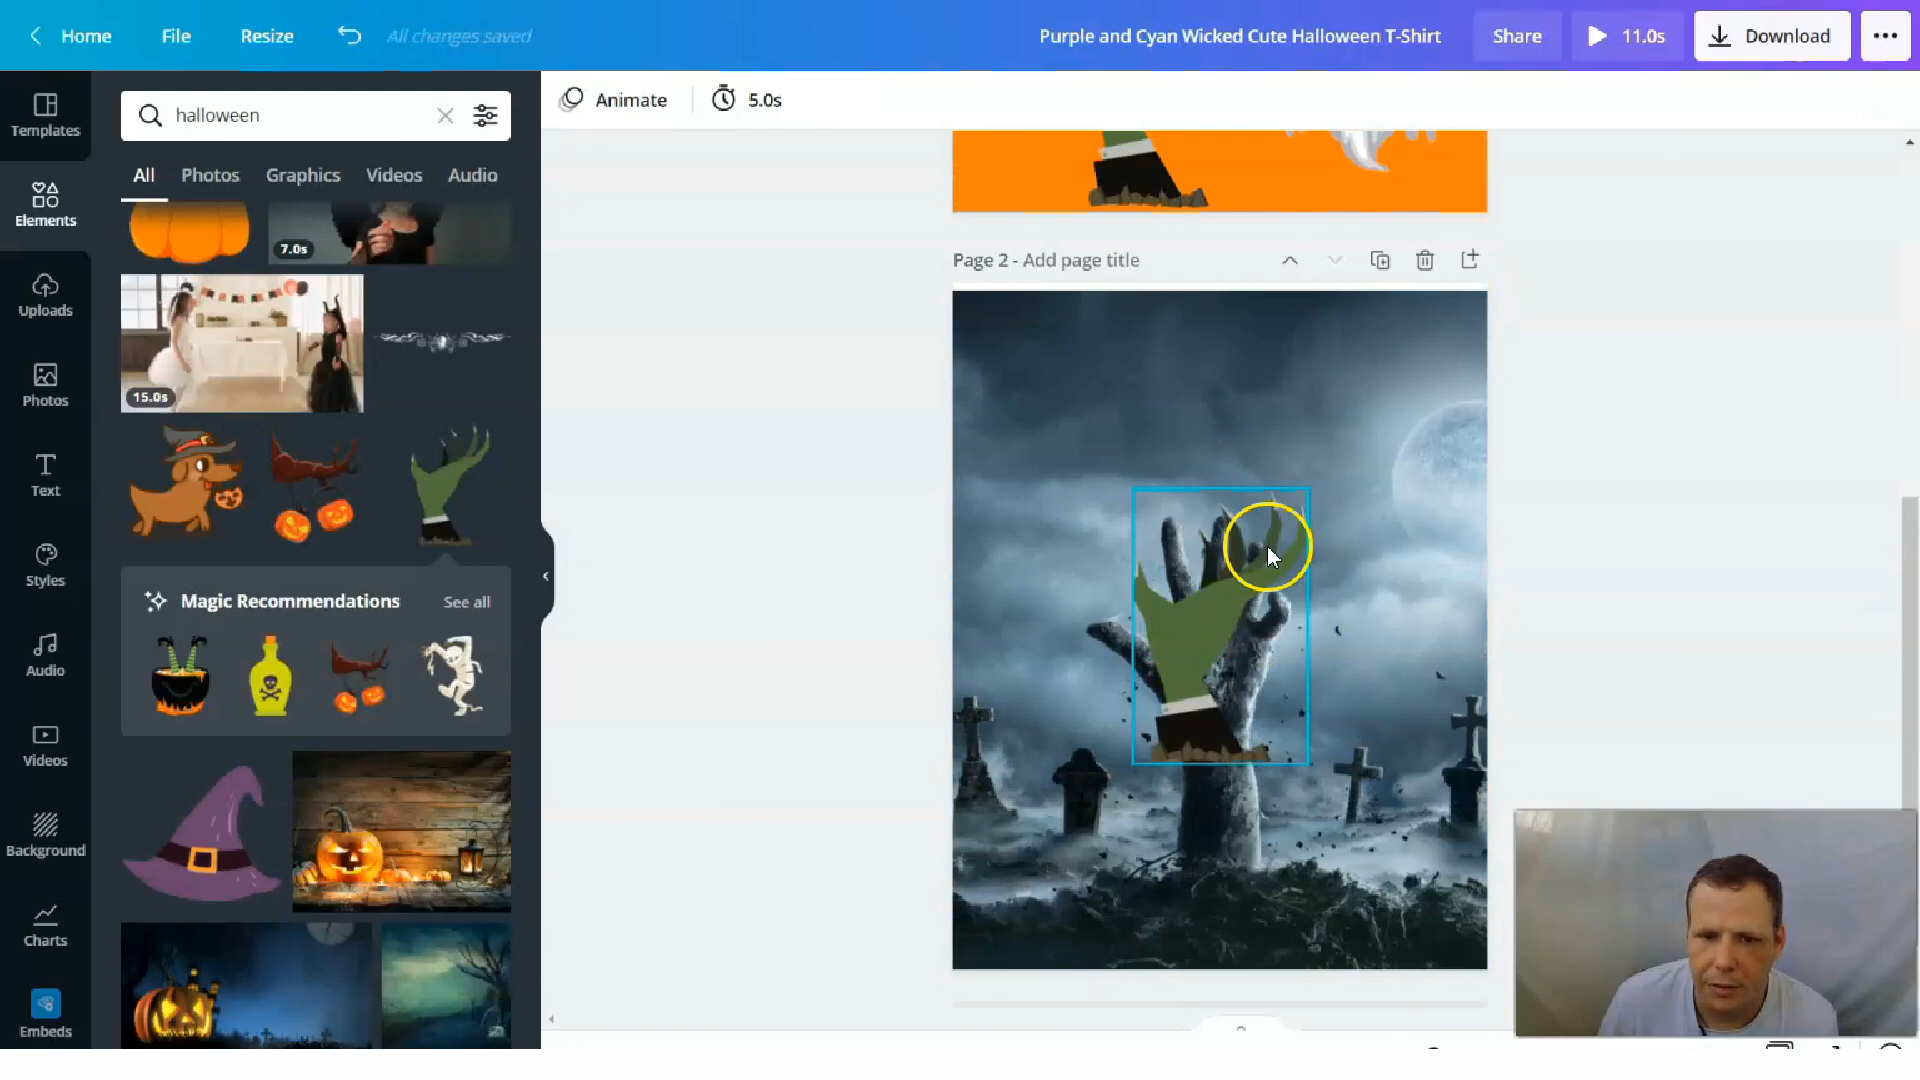 Home File Resize All changes saved Purple and Cyan Wicked Cute Halloween T-Shirt Share 11.0s Download
Templates
Elements
Uploads
Photos
Text
Styles
Audio
Videos
Background
Charts
Embeds
halloween
All Photos Graphics Videos Audio
7.0s
15.0s
Magic Recommendations See all
Animate 5.0s
Page 2 - Add page title